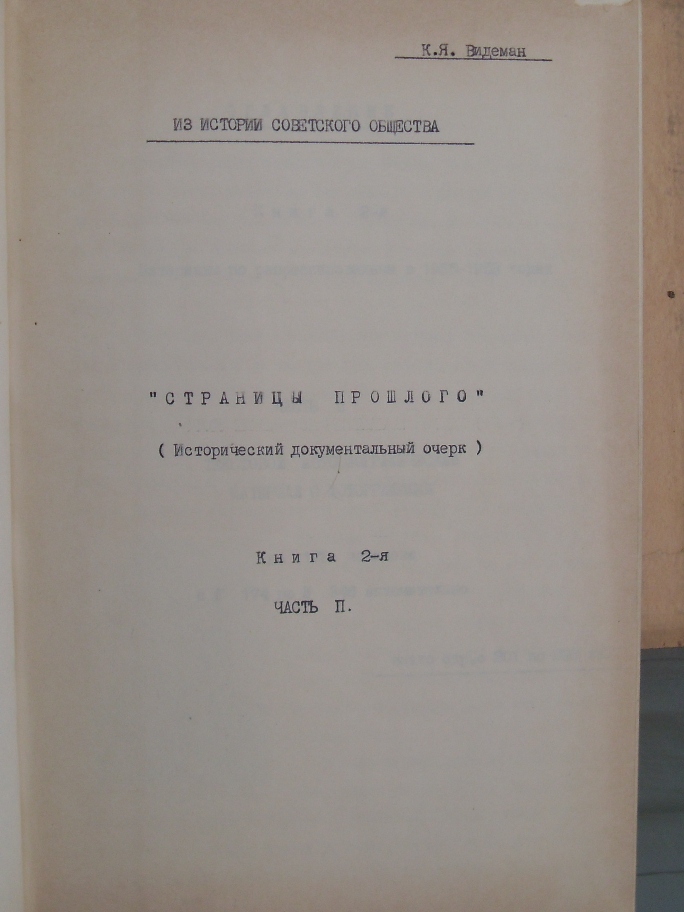 К.Я. Видеман
ИЗ ИСТОРИИ СОВЕТСКОГО ОБЩЕСТВА
"СТРАНИЦЫ ПРОШЛОГО"
( Исторический документальный очерк )
Книга 2-я
ЧАСТЬ П.